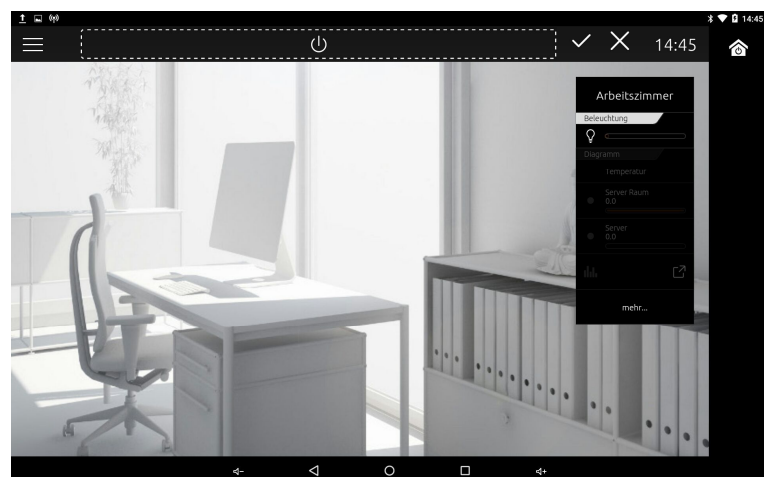 14:45
14:45
Arbeitszimmer
Beleuchtung
Diagramm
Temperatur
Server Raum
0.0
Server
0.0
mehr...